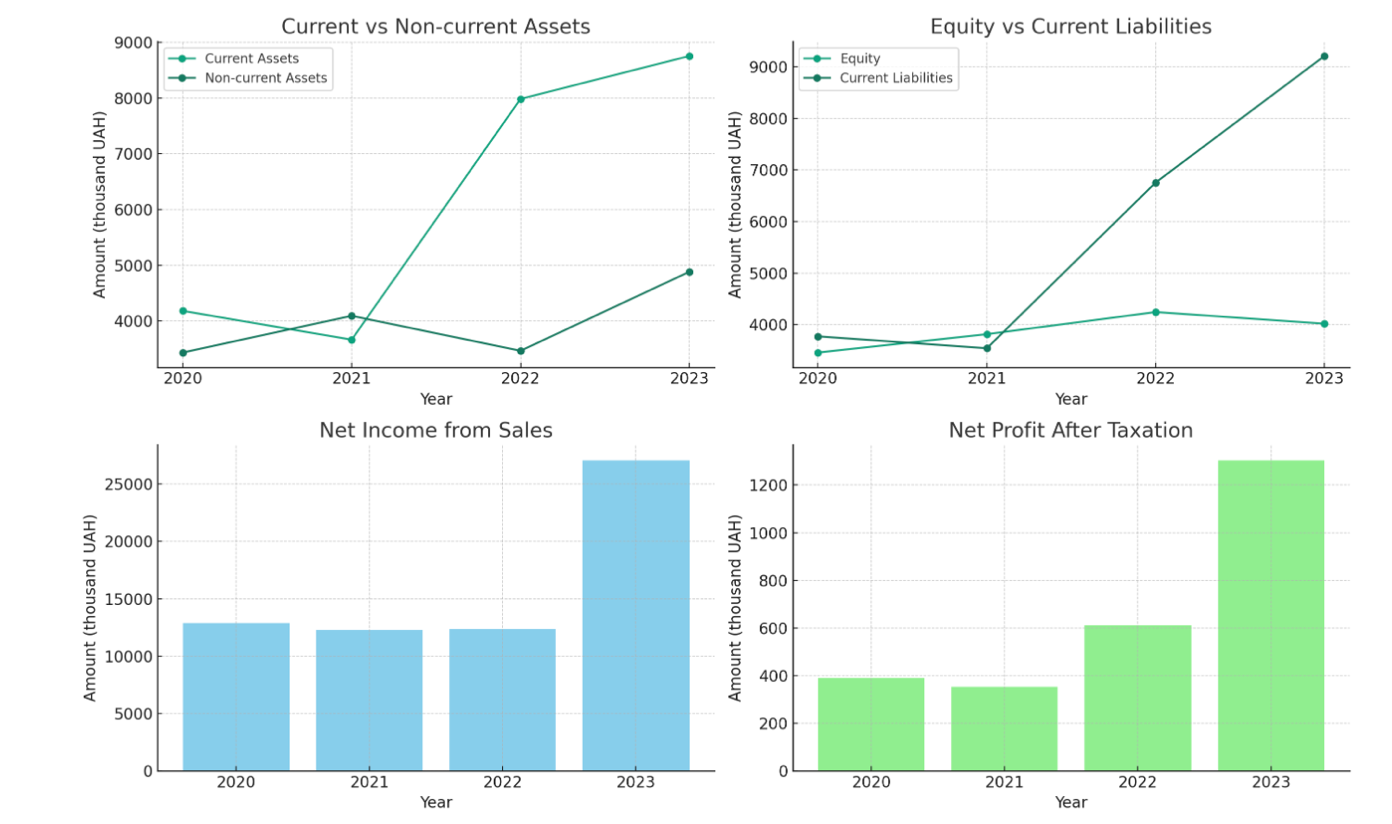 Current vs Non-current Assets
Current Assets
Non-current Assets
Amount (thousand UAH)
9000
8000
7000
6000
5000
4000
2020 2021 2022 2023
Year
Equity vs Current Liabilities
Equity
Current Liabilities
Amount (thousand UAH)
9000
8000
7000
6000
5000
4000
2020 2021 2022 2023
Year
Net Income from Sales
Amount (thousand UAH)
25000
20000
15000
10000
5000
0
2020 2021 2022 2023
Year
Net Profit After Taxation
Amount (thousand UAH)
1200
1000
800
600
400
200
0
2020 2021 2022 2023
Year